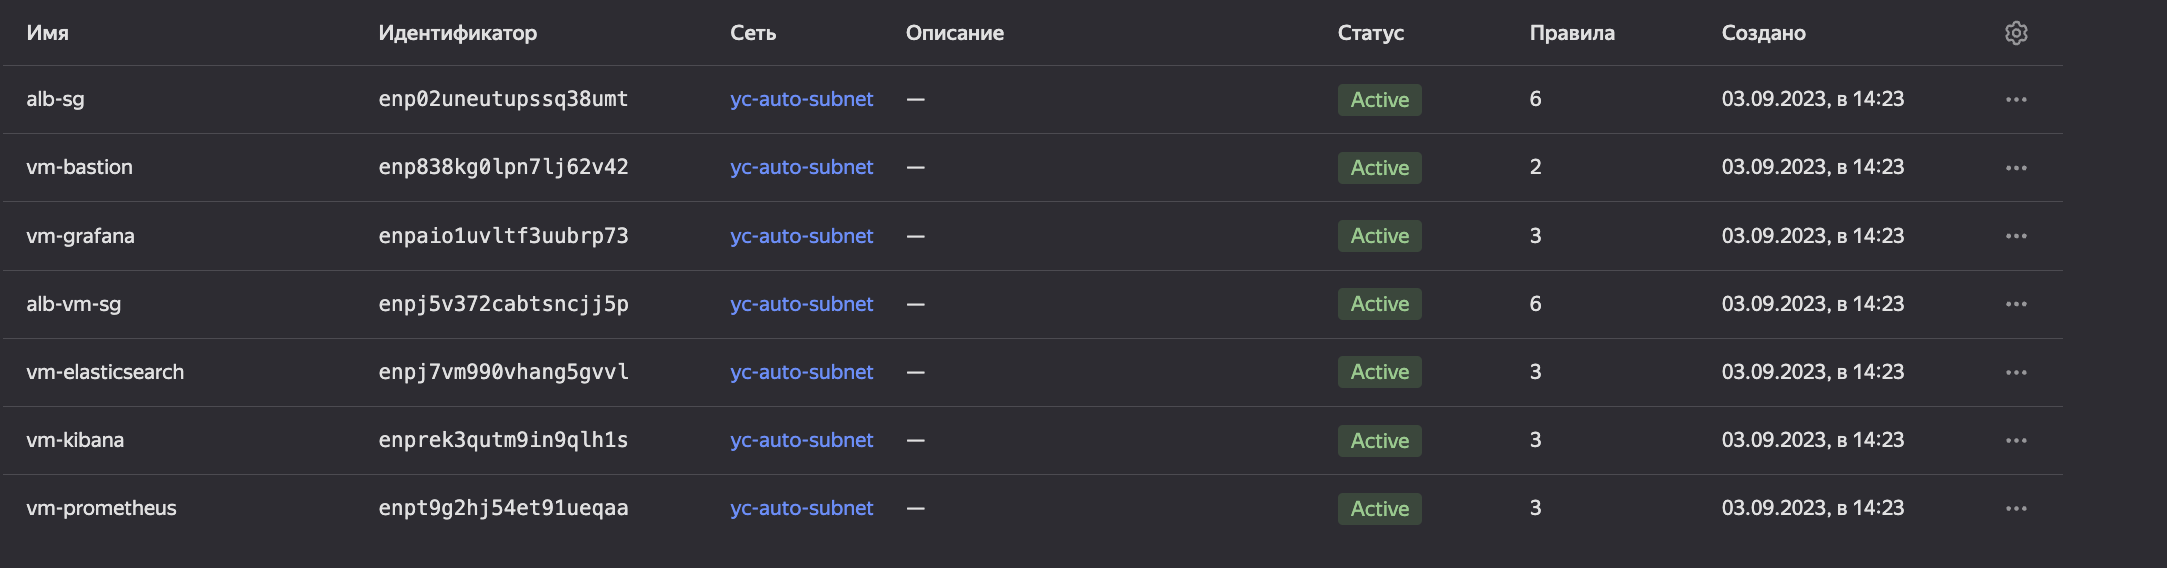 Имя Идентификатор Сеть Описание Статус Правила Создано
alb-sg enp02uneutupssq38umt yc-auto-subnet — Active 6 03.09.2023, в 14:23
vm-bastion enp838kg0lpn7lj62v42 yc-auto-subnet — Active 2 03.09.2023, в 14:23
vm-grafana enpaio1uvltf3uubrp73 yc-auto-subnet — Active 3 03.09.2023, в 14:23
alb-vm-sg enpj5v372cabtsncjj5p yc-auto-subnet — Active 6 03.09.2023, в 14:23
vm-elasticsearch enpj7vm990vhang5gvvl yc-auto-subnet — Active 3 03.09.2023, в 14:23
vm-kibana enprek3qutm9in9qlh1s yc-auto-subnet — Active 3 03.09.2023, в 14:23
vm-prometheus enpt9g2hj54et91ueqaa yc-auto-subnet — Active 3 03.09.2023, в 14:23